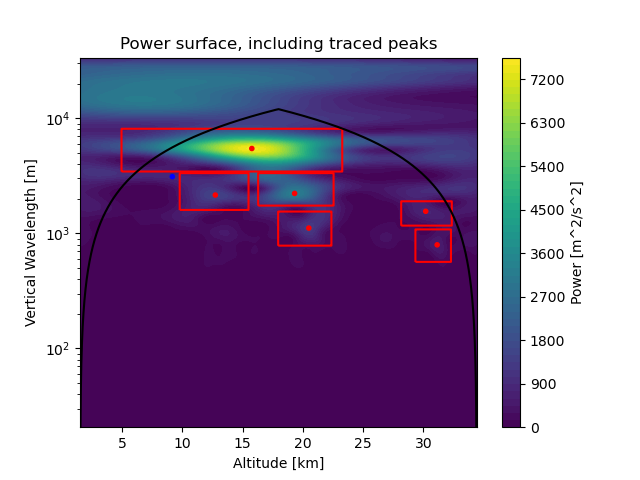 Power surface, including traced peaks
Vertical Wavelength [m]
10^4
10^3
10^2
5 10 15 20 25 30
Altitude [km]
7200
6300
5400
4500
3600
2700
1800
900
0
Power [m^2/s^2]